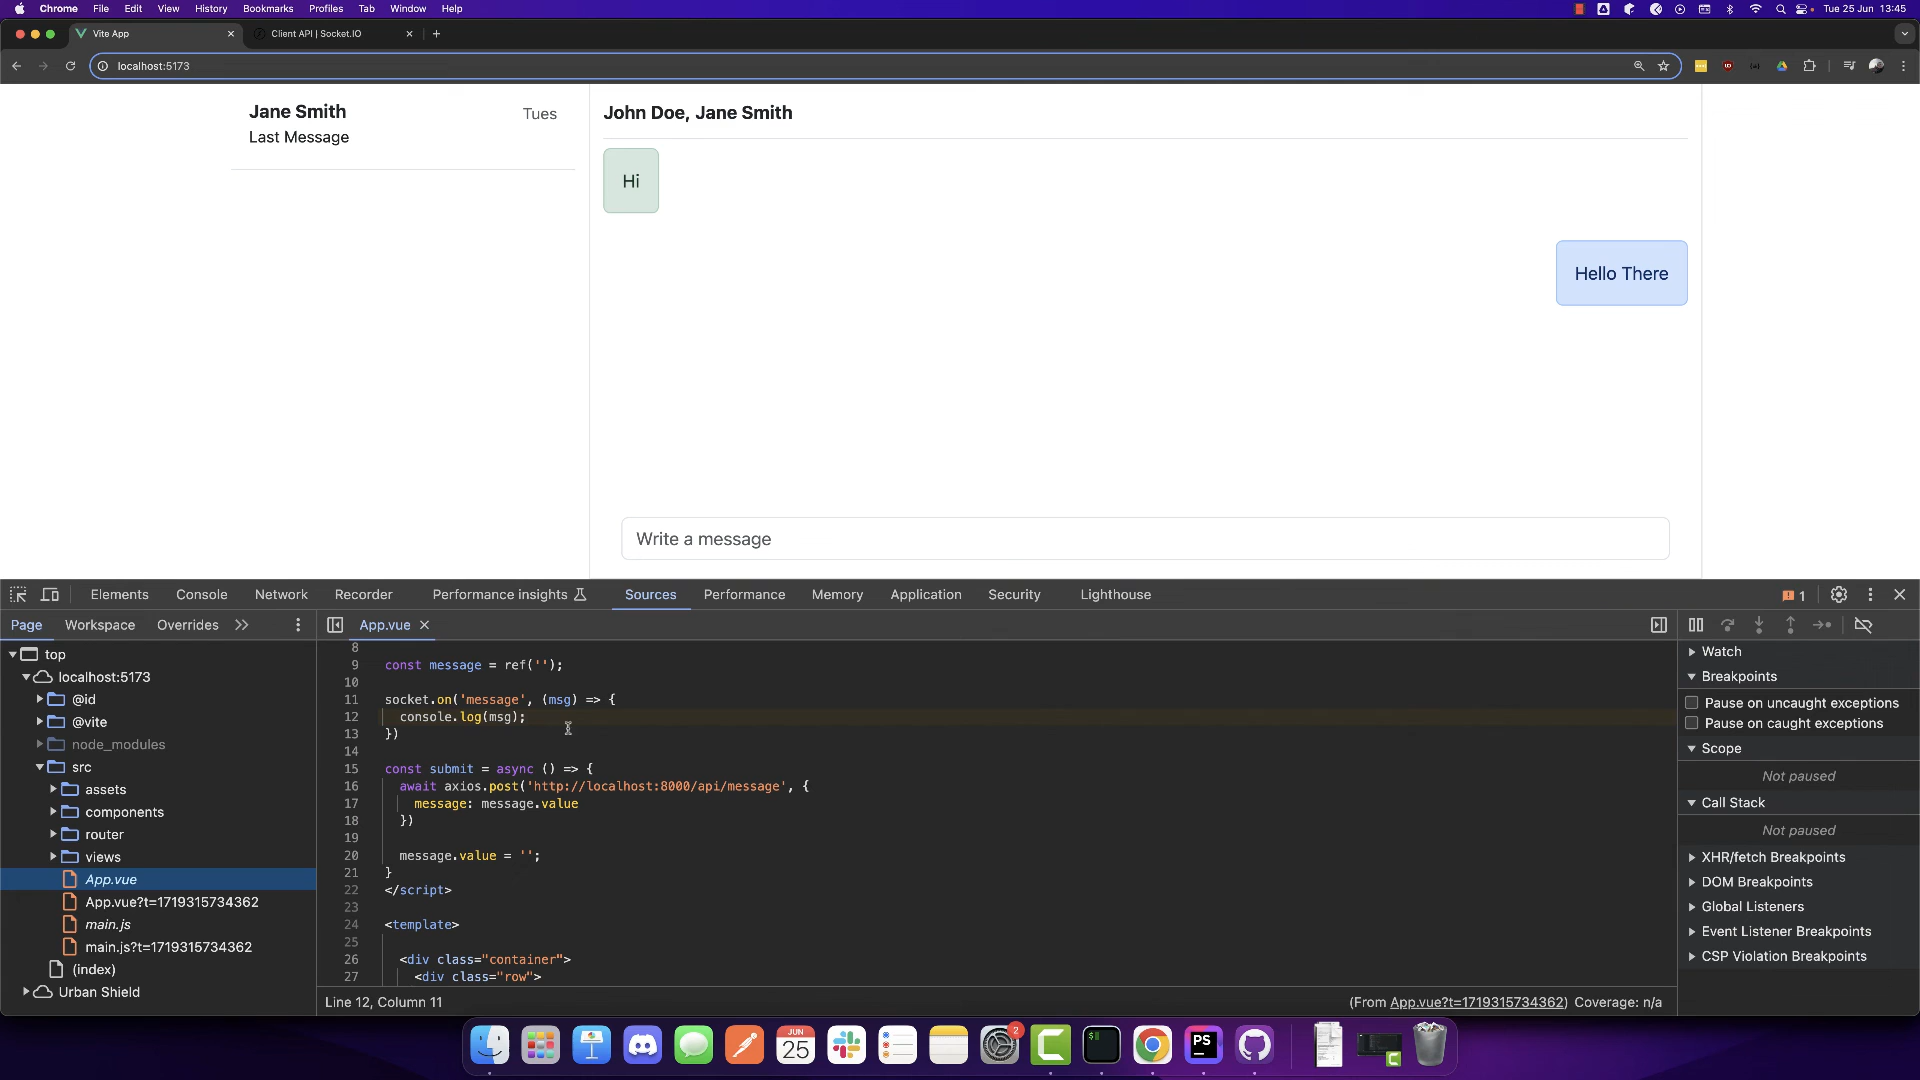 Chrome File Edit View History Bookmarks Profiles Tab Window Help Tue 25 Jun 13:45
Vite App Client API | Socket.IO
localhost:5173
Jane Smith Tues
Last Message
John Doe, Jane Smith
Hi
Hello There
Write a message
Elements Console Network Recorder Performance insights Sources Performance Memory Application Security Lighthouse 1
Page Workspace Overrides
App.vue
top
localhost:5173
@id
@vite
node_modules
src
assets
components
router
views
App.vue
App.vue?t=1719315734362
main.js
main.js?t=1719315734362
(index)
Urban Shield
8
9 const message = ref('');
10
11 socket.on('message', (msg) => {
12 console.log(msg);
13 })
14
15 const submit = async () => {
16 await axios.post('http://localhost:8000/api/message', {
17 message: message.value
18 })
19
20 message.value = '';
21 }
22 </script>
23
24 <template>
25
26 <div class="container">
27 <div class="row">
Line 12, Column 11
(From App.vue?t=1719315734362) Coverage: n/a
Watch
Breakpoints
Pause on uncaught exceptions
Pause on caught exceptions
Scope
Not paused
Call Stack
Not paused
XHR/fetch Breakpoints
DOM Breakpoints
Global Listeners
Event Listener Breakpoints
CSP Violation Breakpoints
JUN
25
2
$
PS